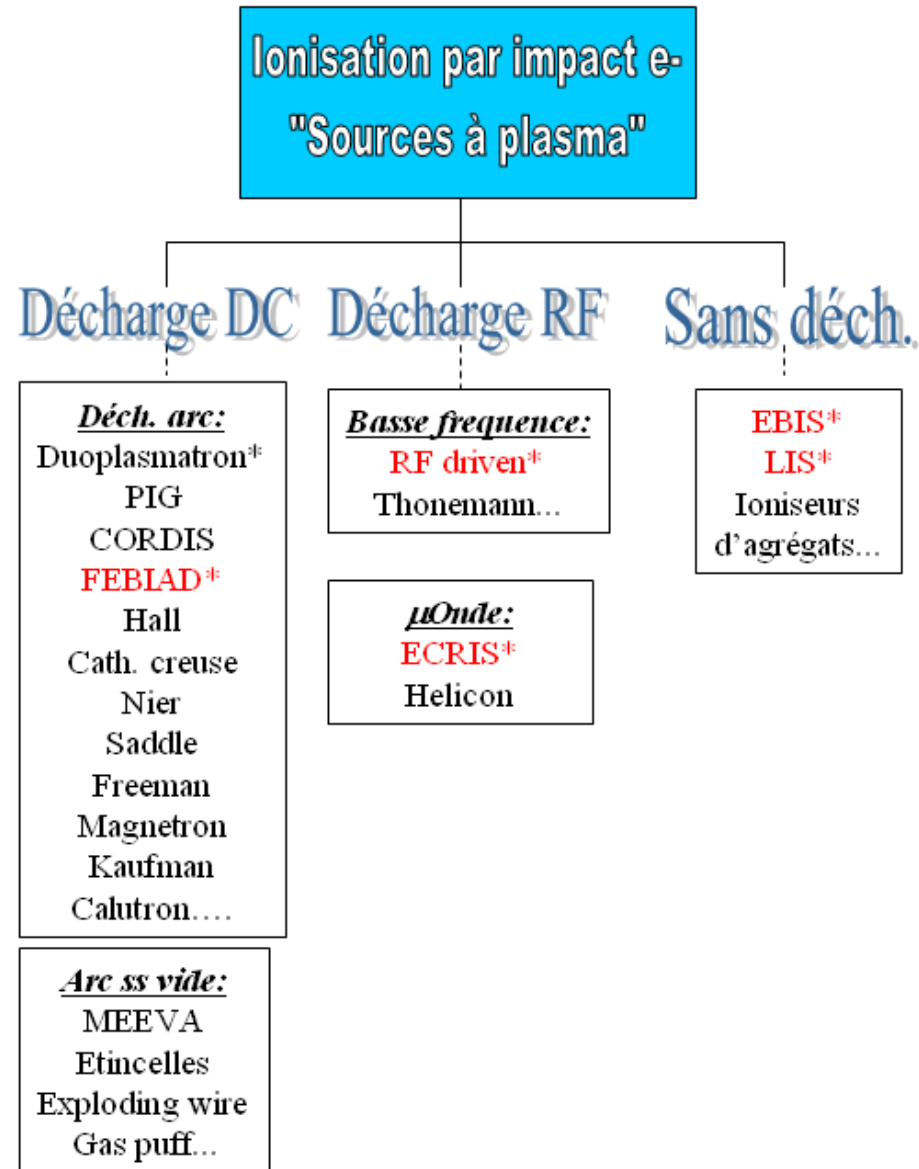 Ionisation par impact e-
"Sources à plasma"
Décharge DC
Déch. arc:
Duoplasmatron*
PIG
CORDIS
FEBIAD*
Hall
Cath. creuse
Nier
Saddle
Freeman
Magnetron
Kaufman
Calutron....
Arc ss vide:
MEEVA
Etincelles
Exploding wire
Gas puff...
Décharge RF
Basse frequence:
RF driven*
Thonemann...
µOnde:
ECRIS*
Helicon
Sans déch.
EBIS*
LIS*
Ioniseurs
d'agrégats...